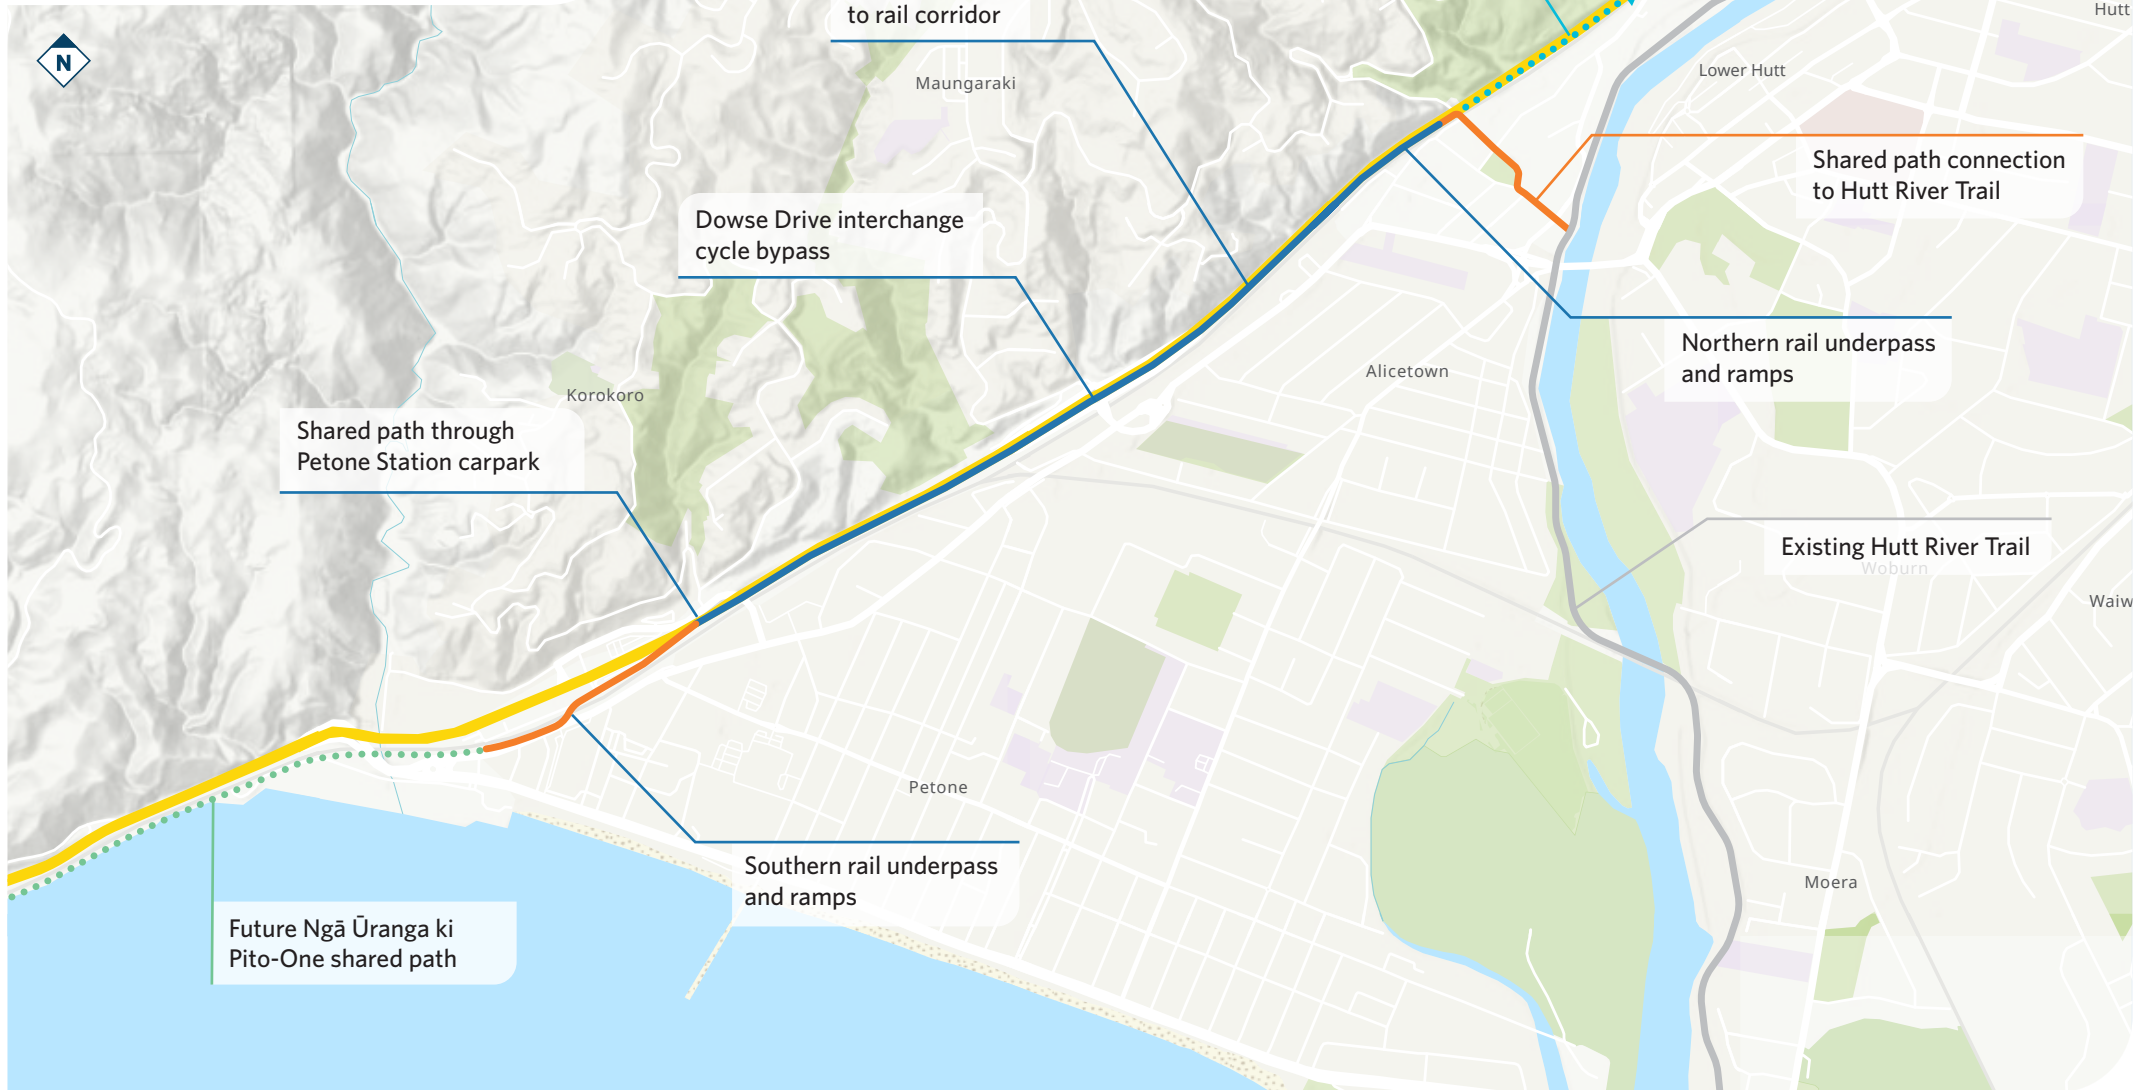 to rail corridor
Hutt
N
Maungaraki
Lower Hutt
Shared path connection
to Hutt River Trail
Dowse Drive interchange
cycle bypass
Northern rail underpass
and ramps
Alicetown
Korokoro
Shared path through
Petone Station carpark
Existing Hutt River Trail
Woburn
Waiw
Petone
Southern rail underpass
and ramps
Moera
Future Ngā Ūranga ki
Pito-One shared path